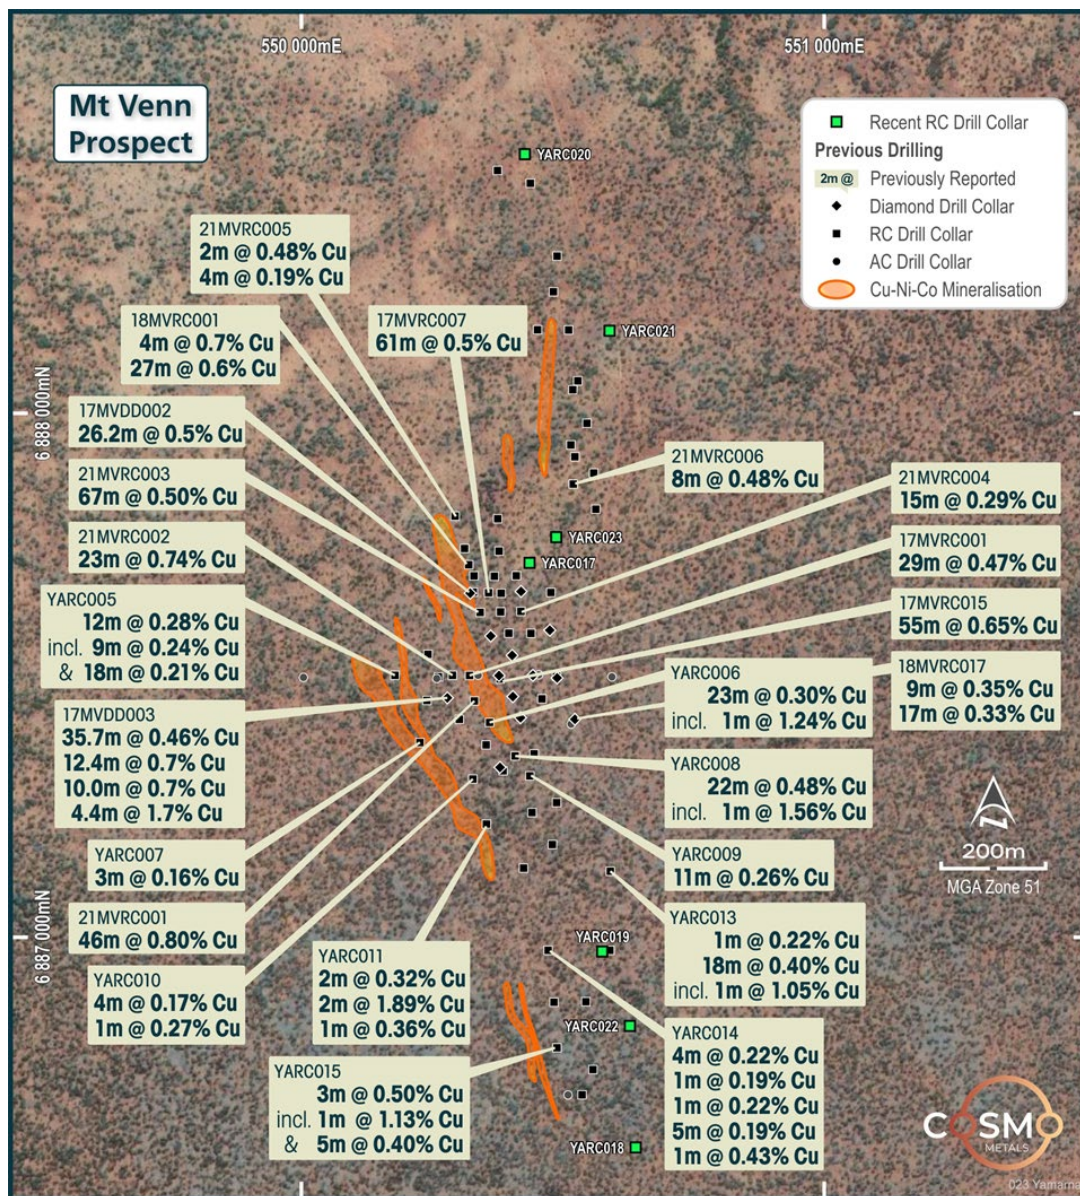 550 000mE
551 000mE
Mt Venn
Prospect
Recent RC Drill Collar
Previous Drilling
2m @
Previously Reported
Diamond Drill Collar
RC Drill Collar
AC Drill Collar
Cu-Ni-Co Mineralisation
YARC020
21MVRC005
2m @ 0.48% Cu
4m @ 0.19% Cu
18MVRC001
4m @ 0.7% Cu
27m @ 0.6% Cu
17MVRC007
61m @ 0.5% Cu
YARC021
6 888 000mN
17MVDD002
26.2m @ 0.5% Cu
21MVRC003
67m @ 0.50% Cu
21MVRC002
23m @ 0.74% Cu
YARC005
12m @ 0.28% Cu
incl. 9m @ 0.24% Cu
& 18m @ 0.21% Cu
17MVDD003
35.7m @ 0.46% Cu
12.4m @ 0.7% Cu
10.0m @ 0.7% Cu
4.4m @ 1.7% Cu
YARC007
3m @ 0.16% Cu
21MVRC001
46m @ 0.80% Cu
YARC010
4m @ 0.17% Cu
1m @ 0.27% Cu
21MVRC006
8m @ 0.48% Cu
21MVRC004
15m @ 0.29% Cu
YARC023
YARC017
17MVRC001
29m @ 0.47% Cu
17MVRC015
55m @ 0.65% Cu
18MVRC017
9m @ 0.35% Cu
17m @ 0.33% Cu
YARC006
23m @ 0.30% Cu
incl. 1m @ 1.24% Cu
YARC008
22m @ 0.48% Cu
incl. 1m @ 1.56% Cu
YARC009
11m @ 0.26% Cu
200m
MGA Zone 51
6 887 000mN
YARC013
1m @ 0.22% Cu
18m @ 0.40% Cu
incl. 1m @ 1.05% Cu
YARC019
YARC011
2m @ 0.32% Cu
2m @ 1.89% Cu
1m @ 0.36% Cu
YARC022
YARC014
4m @ 0.22% Cu
1m @ 0.19% Cu
1m @ 0.22% Cu
5m @ 0.19% Cu
1m @ 0.43% Cu
YARC015
3m @ 0.50% Cu
incl. 1m @ 1.13% Cu
& 5m @ 0.40% Cu
YARC018
COSMO
METALS
023 Yamarna